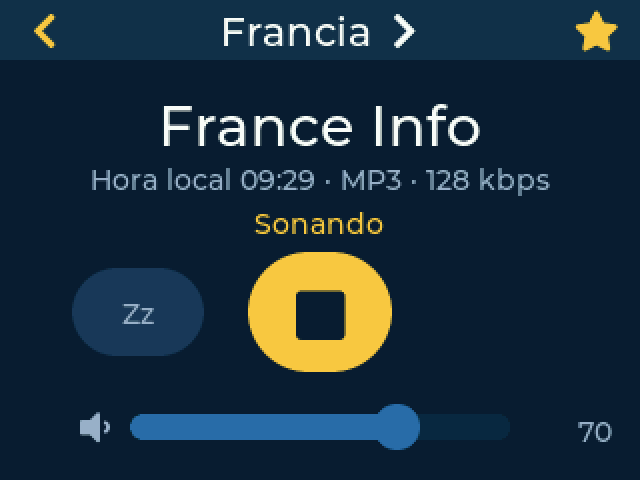 Francia
France Info
Hora local 09:29 · MP3 · 128 kbps
Sonando
Zz
70